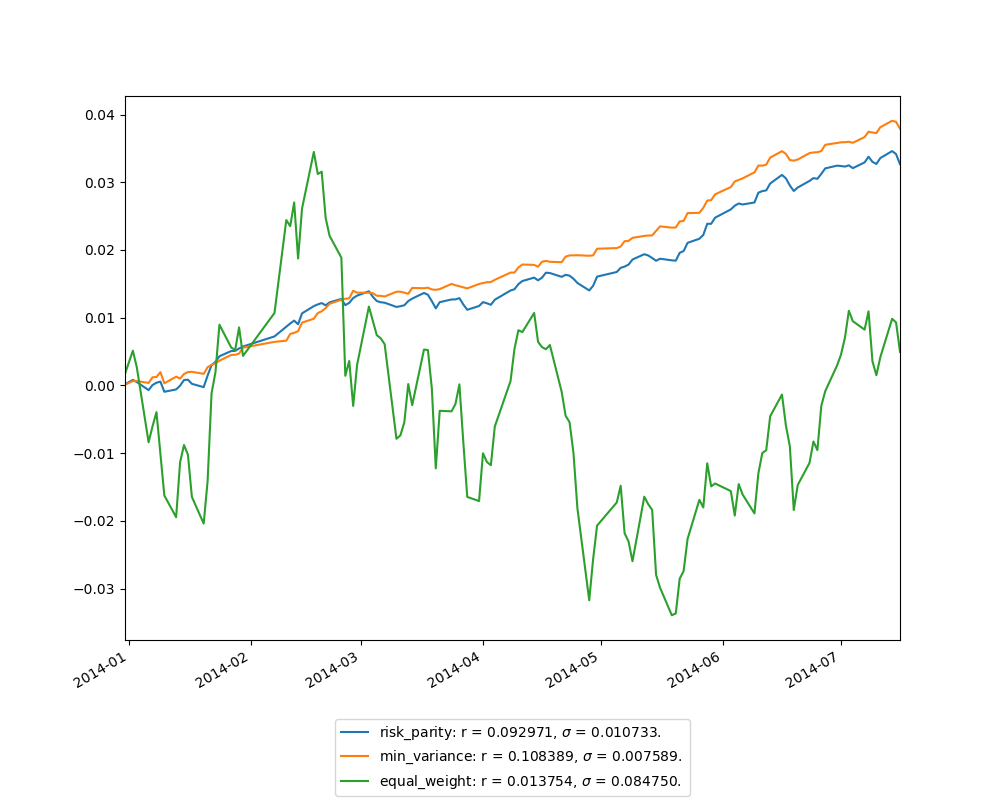 0.04
0.03
0.02
0.01
0.00
−0.01
−0.02
−0.03
2014-01 2014-02 2014-03 2014-04 2014-05 2014-06 2014-07
risk_parity: r = 0.092971, σ = 0.010733.
min_variance: r = 0.108389, σ = 0.007589.
equal_weight: r = 0.013754, σ = 0.084750.